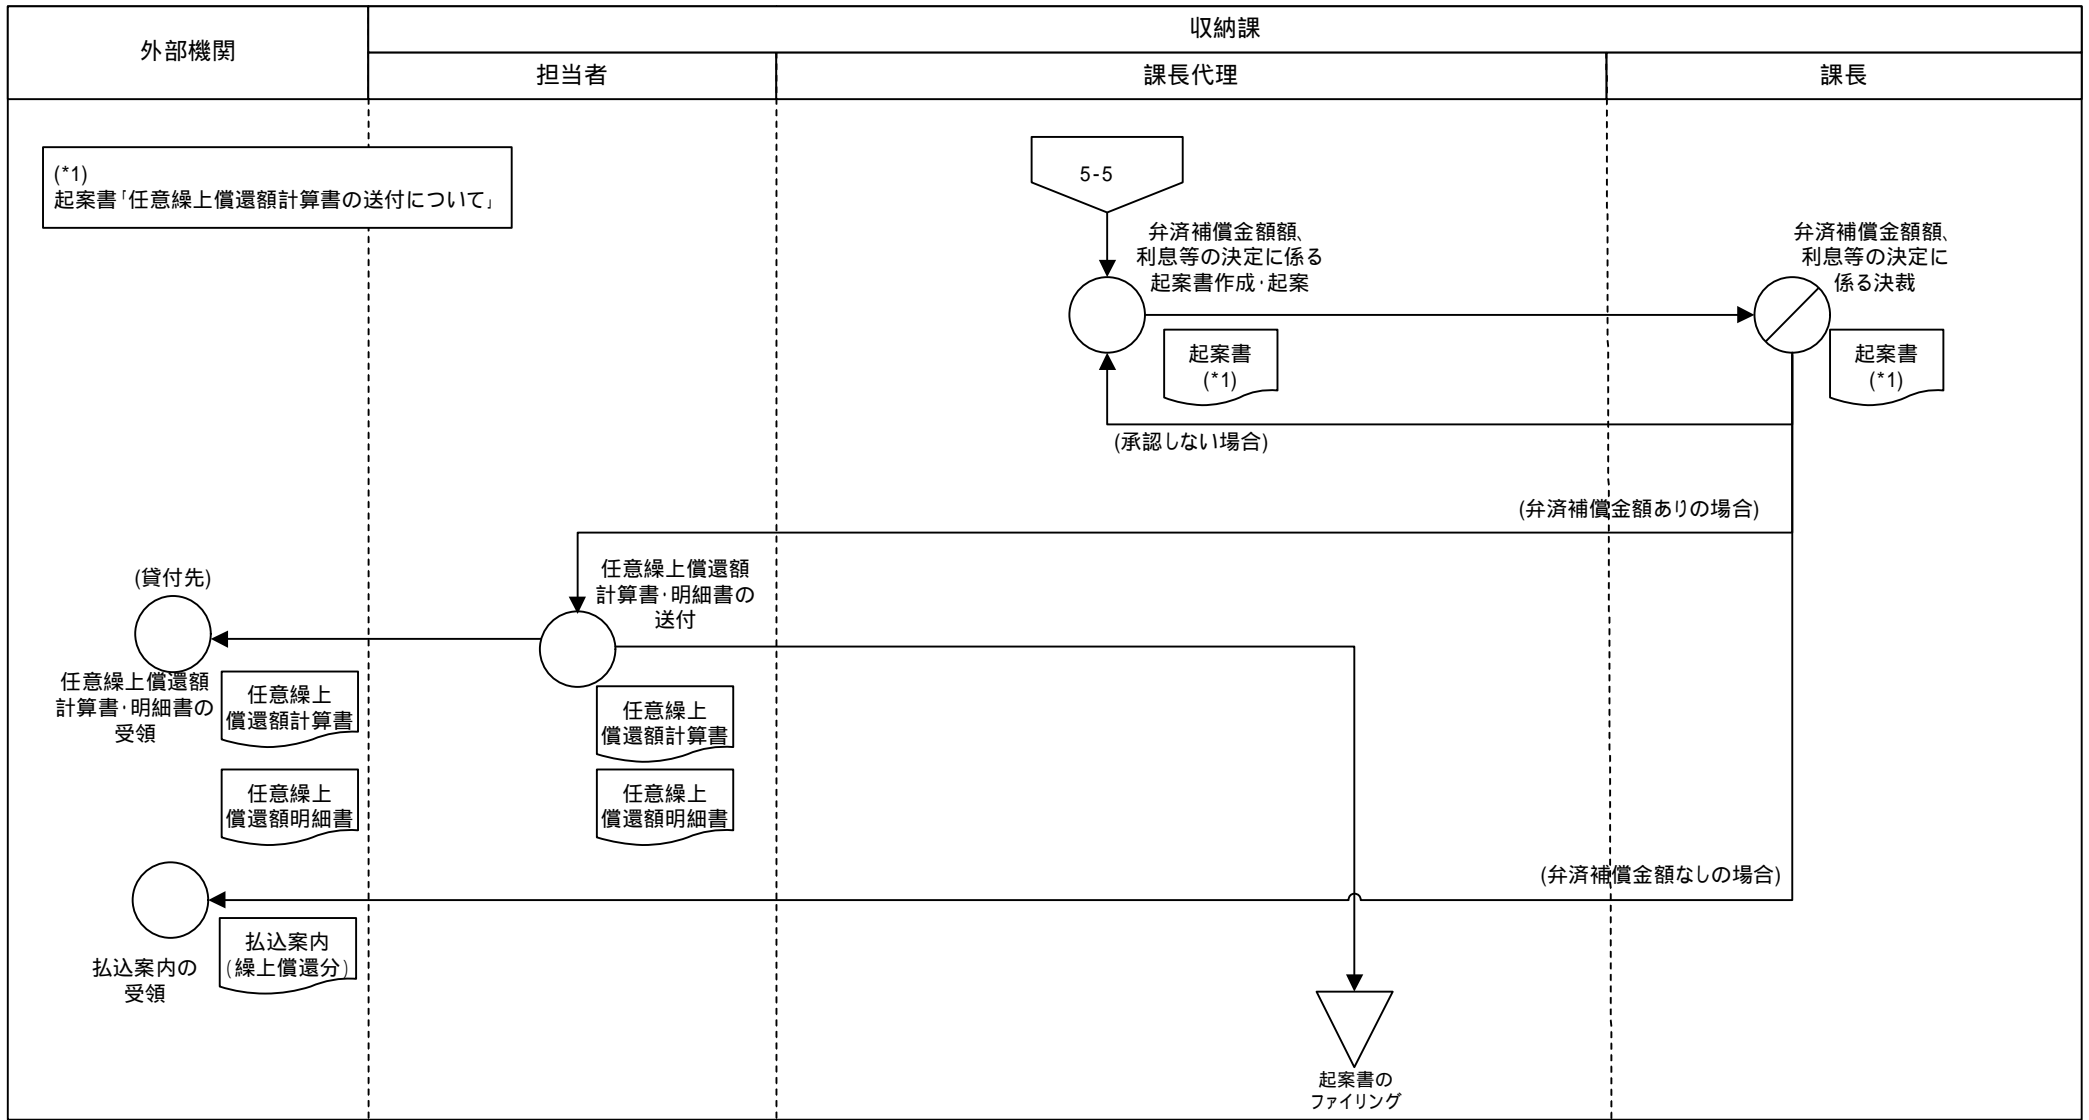 外部機関
収納課
担当者
課長代理
課長
(*1)
起案書「任意繰上償還額計算書の送付について」
5-5
弁済補償金額額、
利息等の決定に係る
起案書作成・起案
弁済補償金額額、
利息等の決定に
係る決裁
起案書
(*1)
起案書
(*1)
(承認しない場合)
(弁済補償金額ありの場合)
(貸付先)
任意繰上償還額
計算書・明細書の
送付
任意繰上償還額
計算書・明細書の
受領
任意繰上
償還額計算書
任意繰上
償還額計算書
任意繰上
償還額明細書
任意繰上
償還額明細書
(弁済補償金額なしの場合)
払込案内の
受領
払込案内
(繰上償還分)
起案書の
ファイリング